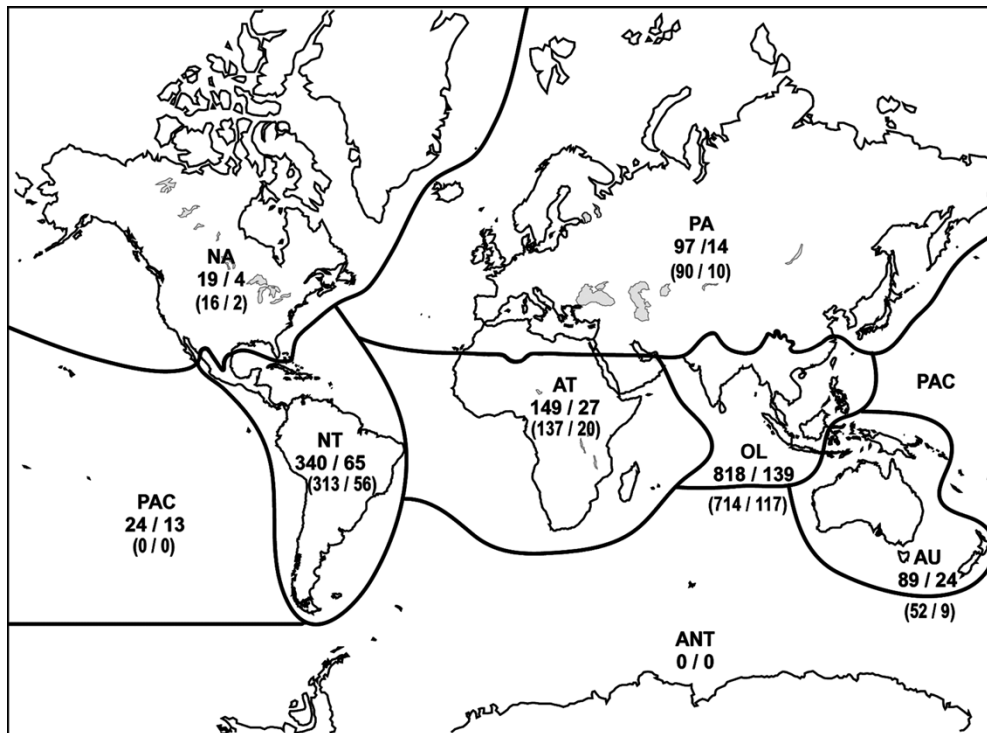 NA
19 / 4
(16 / 2)
PA
97 /14
(90 / 10)
AT
149 / 27
(137 / 20)
PAC
NT
340 / 65
(313 / 56)
OL
818 / 139
(714 / 117)
PAC
24 / 13
(0 / 0)
AU
89 / 24
(52 / 9)
ANT
0 / 0